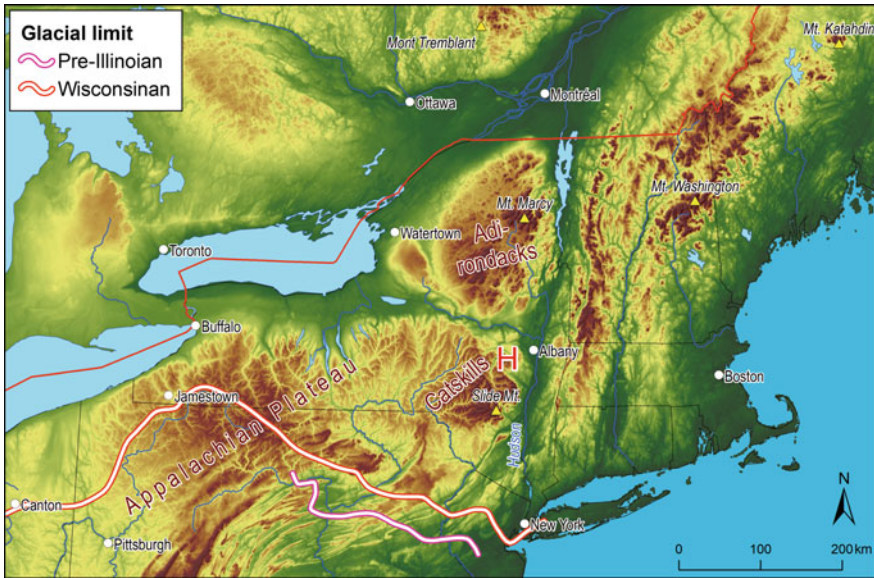 Glacial limit
Pre-Illinoian
Wisconsinan
Mont Tremblant
Mt. Katahdin
Ottawa
Montréal
Mt. Washington
Mt. Marcy
Watertown
Adi-
rondacks
Toronto
Buffalo
H
Albany
Catskills
Boston
Jamestown
Slide Mt.
Appalachian Plateau
Hudson
Canton
N
New York
Pittsburgh
0 100 200 km